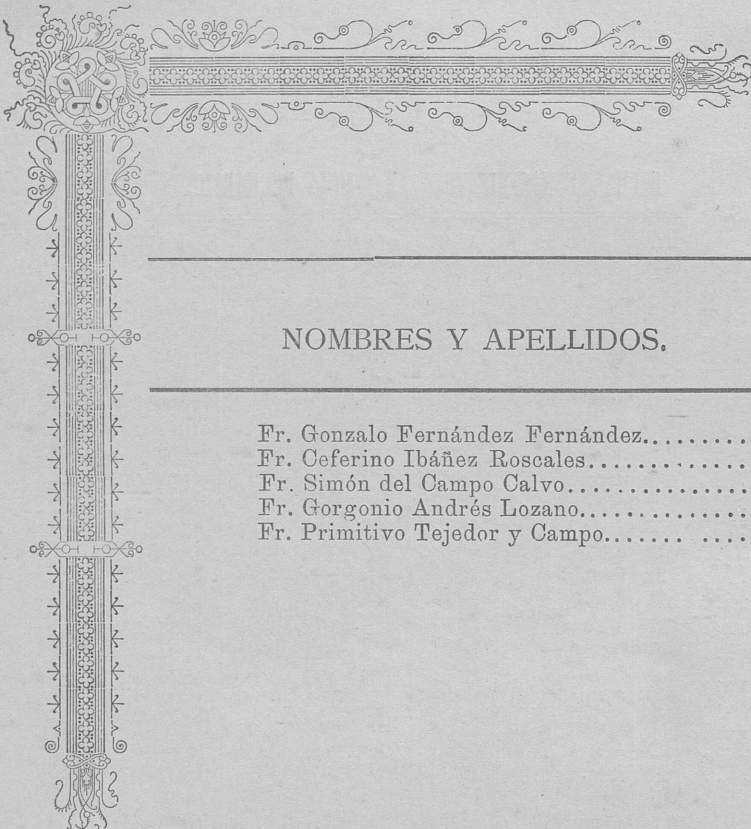 NOMBRES Y APELLIDOS.
Fr. Gonzalo Fernández Fernández.........
Fr. Ceferino Ibáñez Roscales.............
Fr. Simón del Campo Calvo..............
Fr. Gorgonio Andrés Lozano.............
Fr. Primitivo Tejedor y Campo....... ....